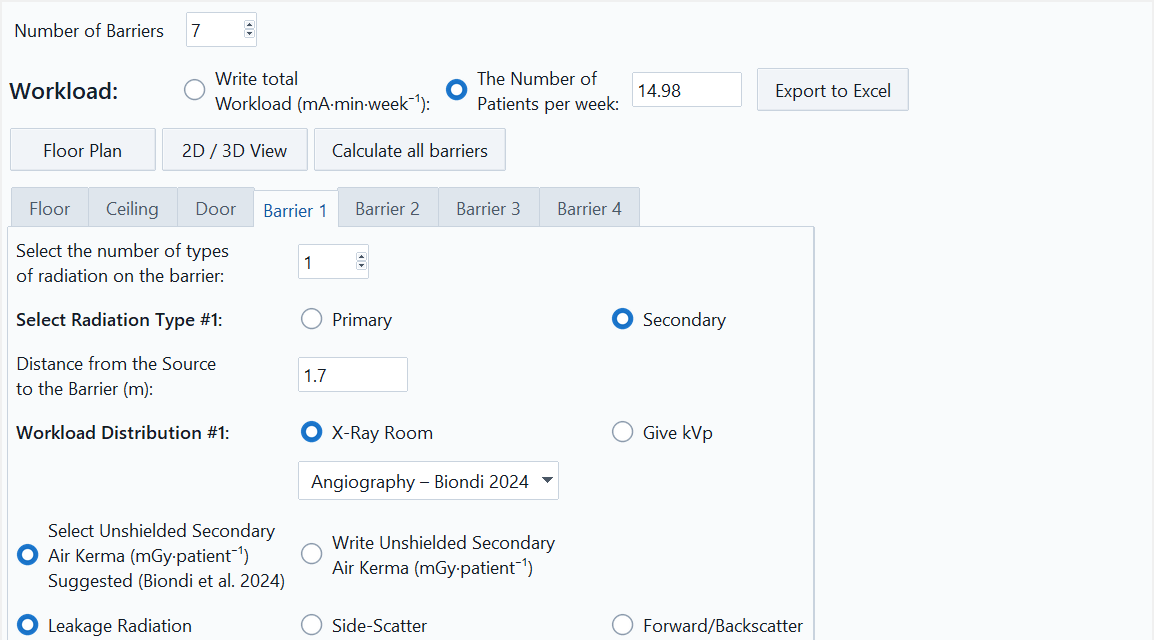 Number of Barriers 7
Write total The Number of
Workload: 14.98 Export to Excel
Workload (mA·min·week⁻¹): Patients per week:
Floor Plan 2D / 3D View Calculate all barriers
Floor Ceiling Door Barrier 1 Barrier 2 Barrier 3 Barrier 4
Select the number of types
of radiation on the barrier: 1
Select Radiation Type #1: Primary Secondary
Distance from the Source
to the Barrier (m): 1.7
Workload Distribution #1: X-Ray Room Give kVp
Angiography – Biondi 2024
Select Unshielded Secondary
Air Kerma (mGy·patient⁻¹)
Suggested (Biondi et al. 2024)
Write Unshielded Secondary
Air Kerma (mGy·patient⁻¹)
Leakage Radiation Side-Scatter Forward/Backscatter